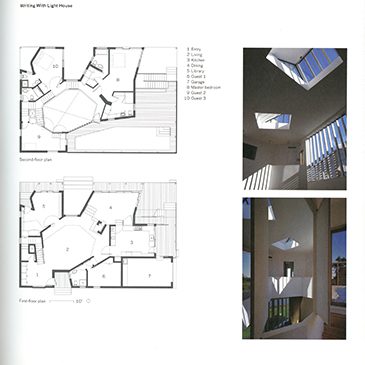 Writing With Light House
1 Entry
2 Living
3 Kitchen
4 Dining
5 Library
6 Guest 1
7 Garage
8 Master bedroom
9 Guest 2
10 Guest 3
10
8
9
Second-floor plan
5
4
2
3
1
6
7
First-floor plan
10'